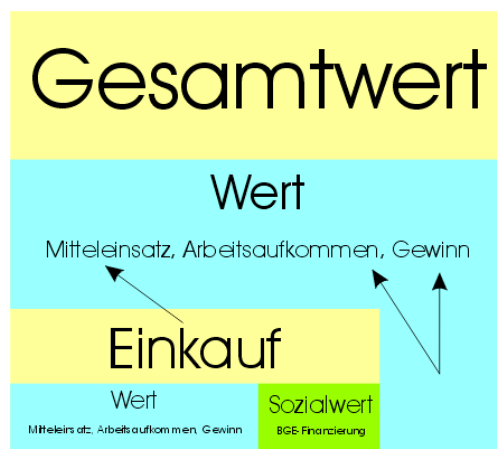 Gesamtwert
Wert
Mitteleinsatz, Arbeitsaufkommen, Gewinn
Einkauf
Wert
Mitteleinsatz, Arbeitsaufkommen, Gewinn
Sozialwert
BGE-Finanzierung